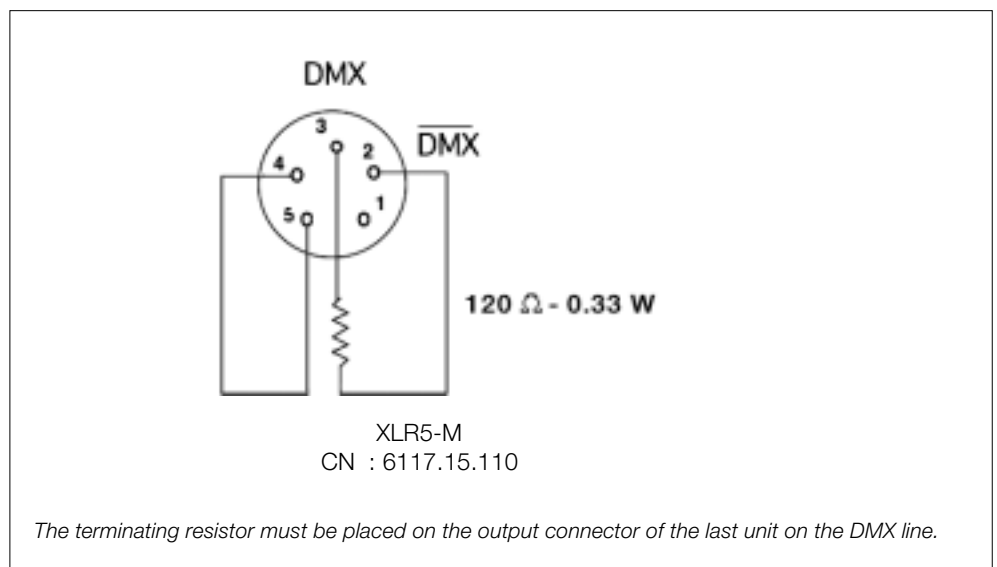 DMX
3
DMX
4
2
5
1
120 Ω - 0.33 W
XLR5-M
CN : 6117.15.110
The terminating resistor must be placed on the output connector of the last unit on the DMX line.